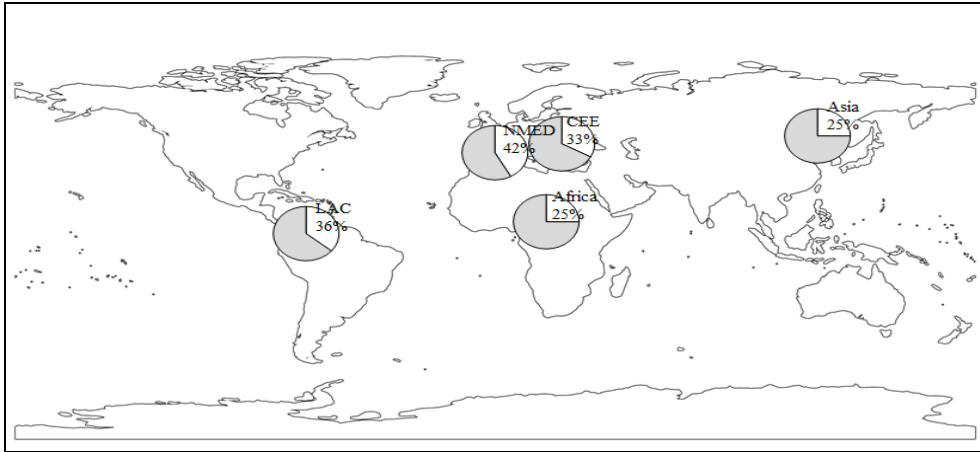 NMED
42%
CEE
33%
Asia
25%
LAC
36%
Africa
25%